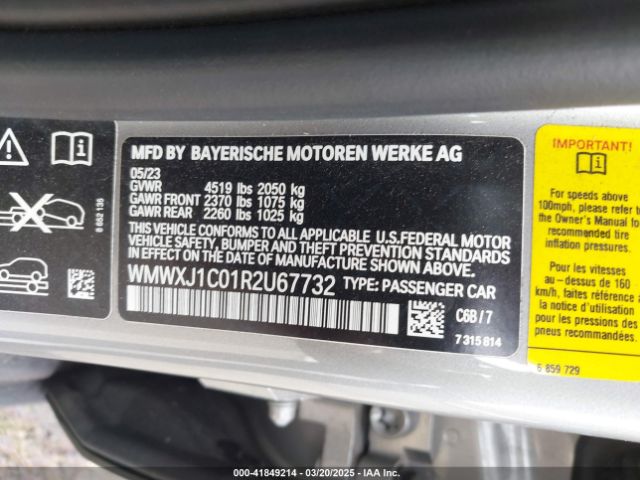 MFD BY BAYERISCHE MOTOREN WERKE AG
05/23
GVWR 4519 lbs 2050 kg
GAWR FRONT 2370 lbs 1075 kg
GAWR REAR 2260 lbs 1025 kg
THIS VEHICLE CONFORMS TO ALL APPLICABLE U.S.FEDERAL MOTOR
VEHICLE SAFETY, BUMPER AND THEFT PREVENTION STANDARDS
IN EFFECT ON THE DATE OF MANUFACTURE SHOWN ABOVE.
WMWXJ1C01R2U67732 TYPE: PASSENGER CAR
C6B/7
7 315 814
8 852 135
IMPORTANT!
For speeds above
100mph, please refer to
the Owner's Manual for
recommended tire
inflation pressures.
Pour les vitesses
au - dessus de 160
km/h, faites référence à
la notice d'utilisation
pour les pressions des
pneus recommandées.
6 859 729
000-41849214 — 03/20/2025 — IAA Inc.